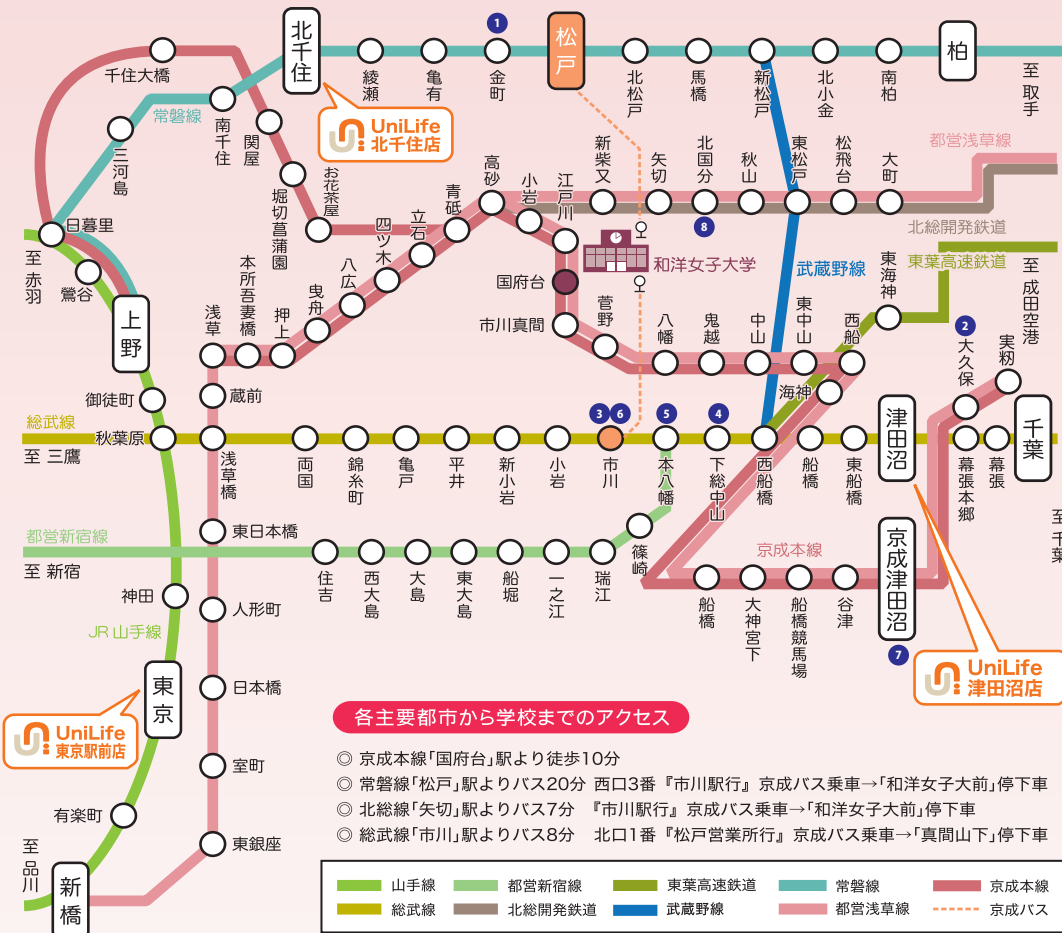 1
北千住
松戸
柏
綾瀬
亀有
金町
北松戸
馬橋
新松戸
北小金
南柏
至 取手
千住大橋
常磐線
南千住
三河島
関屋
堀切菖蒲園
お花茶屋
UniLife
北千住店
日暮里
至 赤羽
鶯谷
上野
御徒町
秋葉原
総武線
至 三鷹
都営浅草線
北総開発鉄道
東葉高速鉄道
至 成田空港
高砂
小岩
江戸川
新柴又
矢切
北国分
8
秋山
東松戸
松飛台
大町
青砥
立石
四ツ木
八広
曳舟
押上
本所吾妻橋
浅草
蔵前
浅草橋
和洋女子大学
武蔵野線
国府台
市川真間
菅野
八幡
鬼越
中山
東中山
西船
海神
東海神
2
大久保
実籾
津田沼
千葉
幕張本郷
幕張
至 千葉
両国
錦糸町
亀戸
平井
新小岩
小岩
3
6
市川
5
本八幡
4
下総中山
西船橋
船橋
東船橋
都営新宿線
至 新宿
住吉
西大島
大島
東大島
船堀
一之江
瑞江
篠崎
京成本線
京成津田沼
7
船橋
大神宮下
船橋競馬場
谷津
UniLife
津田沼店
東日本橋
人形町
日本橋
室町
東銀座
神田
JR 山手線
東京
UniLife
東京駅前店
有楽町
至 品川
新橋
各主要都市から学校までのアクセス
◎ 京成本線「国府台」駅より徒歩10分
◎ 常磐線「松戸」駅よりバス20分 西口3番『市川駅行』京成バス乗車→「和洋女子大前」停下車
◎ 北総線「矢切」駅よりバス7分 『市川駅行』京成バス乗車→「和洋女子大前」停下車
◎ 総武線「市川」駅よりバス8分 北口1番『松戸営業所行』京成バス乗車→「真間山下」停下車
山手線 都営新宿線 東葉高速鉄道 常磐線 京成本線
総武線 北総開発鉄道 武蔵野線 都営浅草線 京成バス